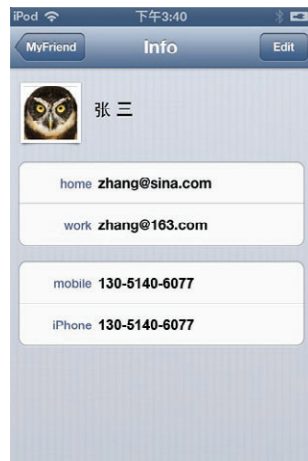 iPod 下午3:40
MyFriend Info Edit
张 三
home zhang@sina.com
work zhang@163.com
mobile 130-5140-6077
iPhone 130-5140-6077